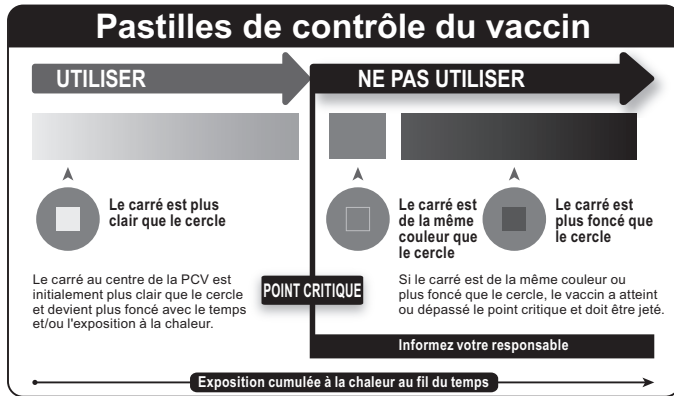 Pastilles de contrôle du vaccin
UTILISER
NE PAS UTILISER
Le carré est plus
clair que le cercle
Le carré est
de la même
couleur que
le cercle
Le carré est
plus foncé que
le cercle
Le carré au centre de la PCV est
initialement plus clair que le cercle
et devient plus foncé avec le temps
et/ou l'exposition à la chaleur.
POINT CRITIQUE
Si le carré est de la même couleur ou
plus foncé que le cercle, le vaccin a atteint
ou dépassé le point critique et doit être jeté.
Informez votre responsable
Exposition cumulée à la chaleur au fil du temps